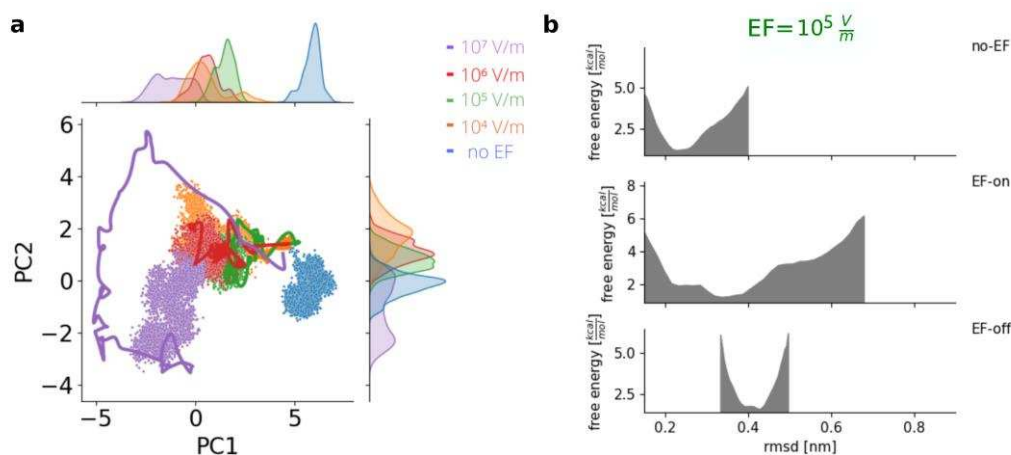 a
10⁷ V/m
10⁶ V/m
10⁵ V/m
10⁴ V/m
no EF
6
4
2
0
−2
−4
PC2
−5
0
5
PC1
b
EF=10⁵ V/m
no-EF
5.0
2.5
free energy [kcal/mol]
EF-on
8
6
4
2
free energy [kcal/mol]
EF-off
5.0
2.5
free energy [kcal/mol]
0.2
0.4
0.6
0.8
rmsd [nm]